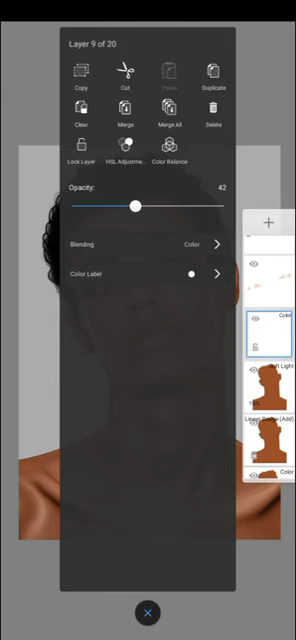 Layer 9 of 20
Copy Cut Paste Duplicate
Clear Merge Merge All Delete
Lock Layer HSL Adjustme... Color Balance
Opacity: 42
Blending Color
Color Label
Color
Soft Light
Linear Dodge (Add)
Color